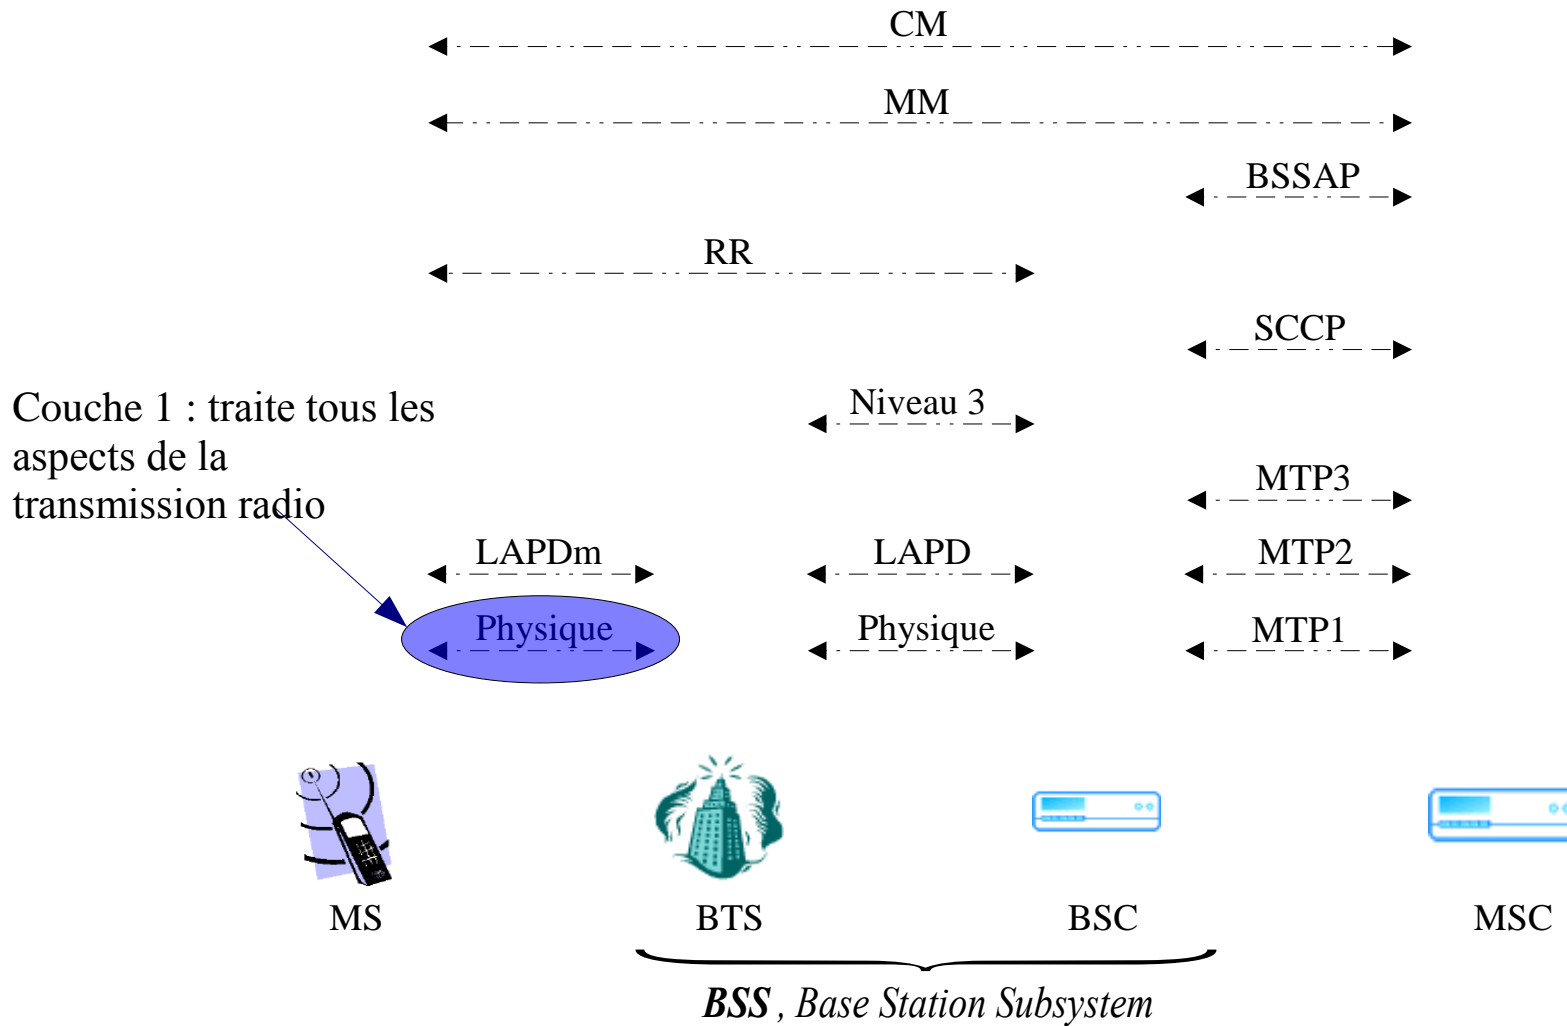 CM
MM
BSSAP
RR
SCCP
Couche 1 : traite tous les
aspects de la
transmission radio
Niveau 3
MTP3
LAPDm
LAPD
MTP2
Physique
Physique
MTP1
MS
BTS
BSC
MSC
BSS , Base Station Subsystem